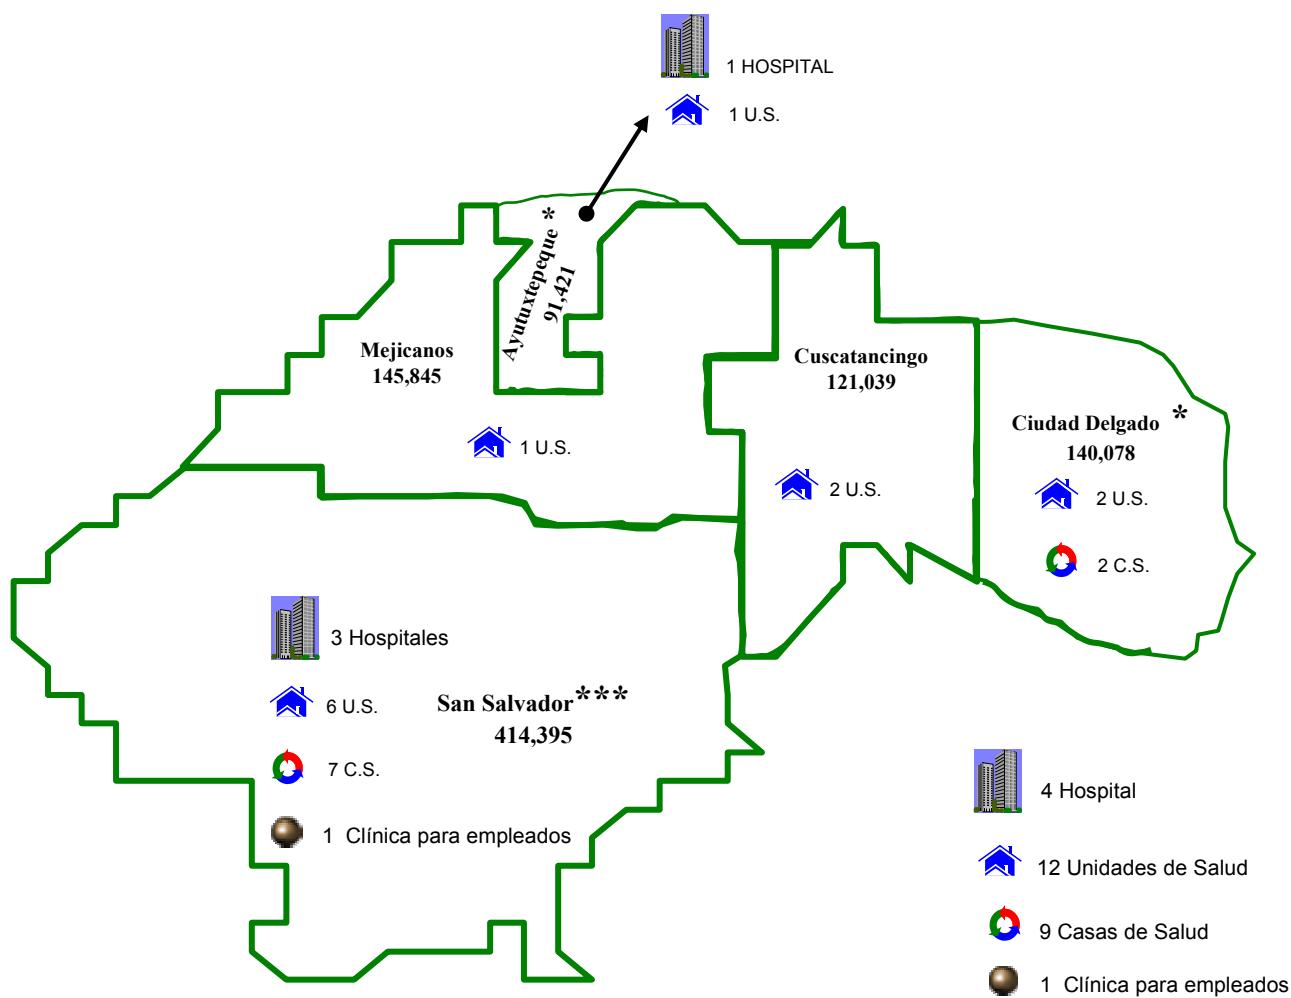 1 HOSPITAL
1 U.S.
Ayutuxtepeque *
91,421
Mejicanos
145,845
1 U.S.
Cuscatancingo
121,039
2 U.S.
Ciudad Delgado *
140,078
2 U.S.
2 C.S.
3 Hospitales
6 U.S.
7 C.S.
1 Clínica para empleados
San Salvador***
414,395
4 Hospital
12 Unidades de Salud
9 Casas de Salud
1 Clínica para empleados